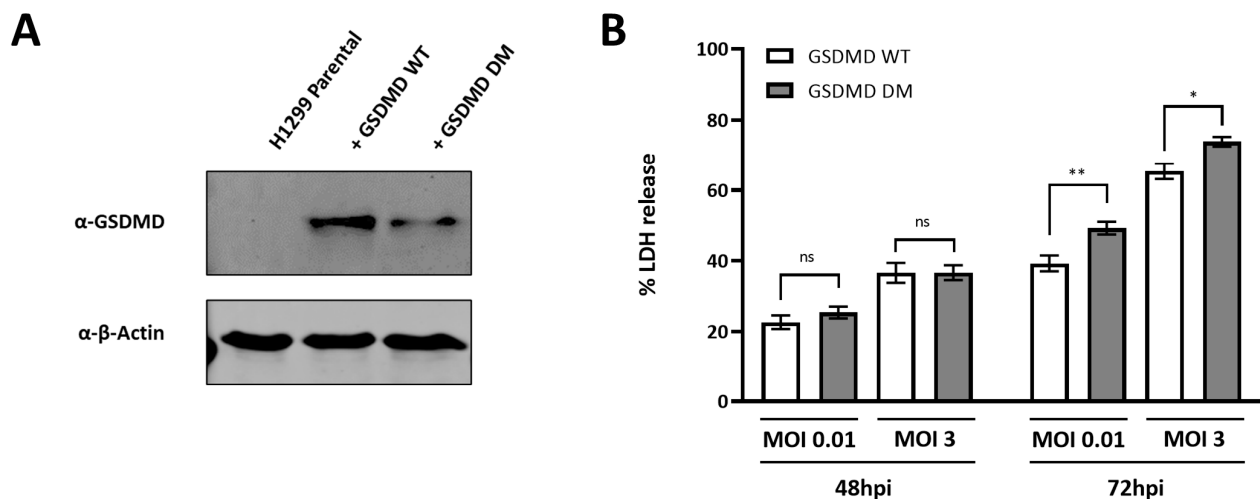 A
H1299 Parental
+ GSDMD WT
+ GSDMD DM
α-GSDMD
α-β-Actin
B
% LDH release
100
80
60
40
20
0
GSDMD WT
GSDMD DM
ns
ns
**
*
MOI 0.01
MOI 3
MOI 0.01
MOI 3
48hpi
72hpi